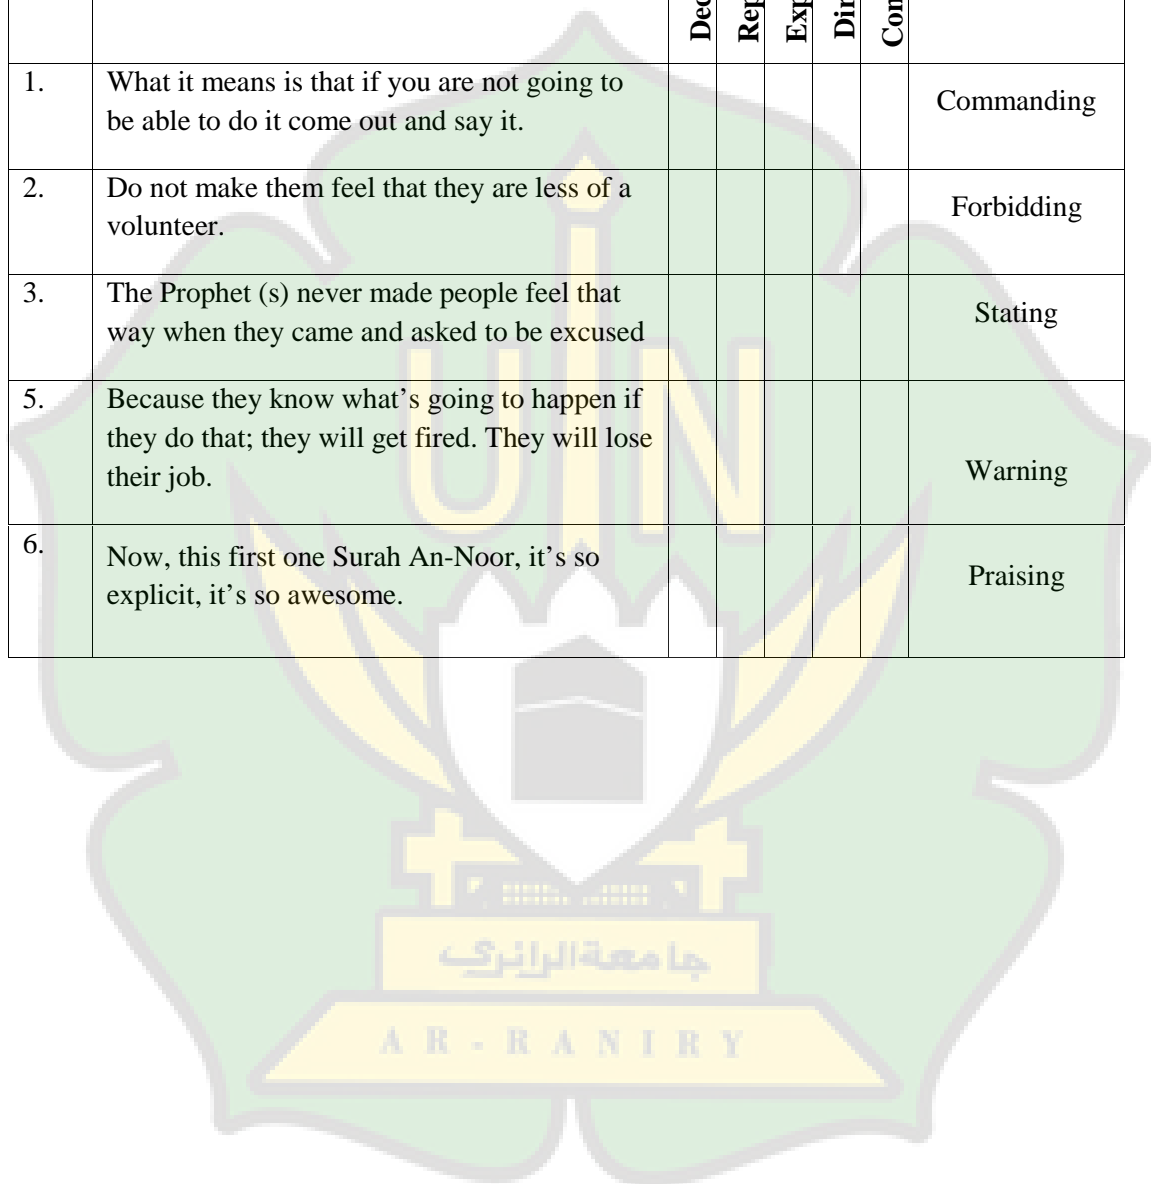 Dec
Rep
Exp
Dir
Con
1.
What it means is that if you are not going to
be able to do it come out and say it.
Commanding
2.
Do not make them feel that they are less of a
volunteer.
Forbidding
3.
The Prophet (s) never made people feel that
way when they came and asked to be excused
Stating
5.
Because they know what’s going to happen if
they do that; they will get fired. They will lose
their job.
Warning
6.
Now, this first one Surah An-Noor, it’s so
explicit, it’s so awesome.
Praising
UIN
جامعة الرانري
AR-RANIRY